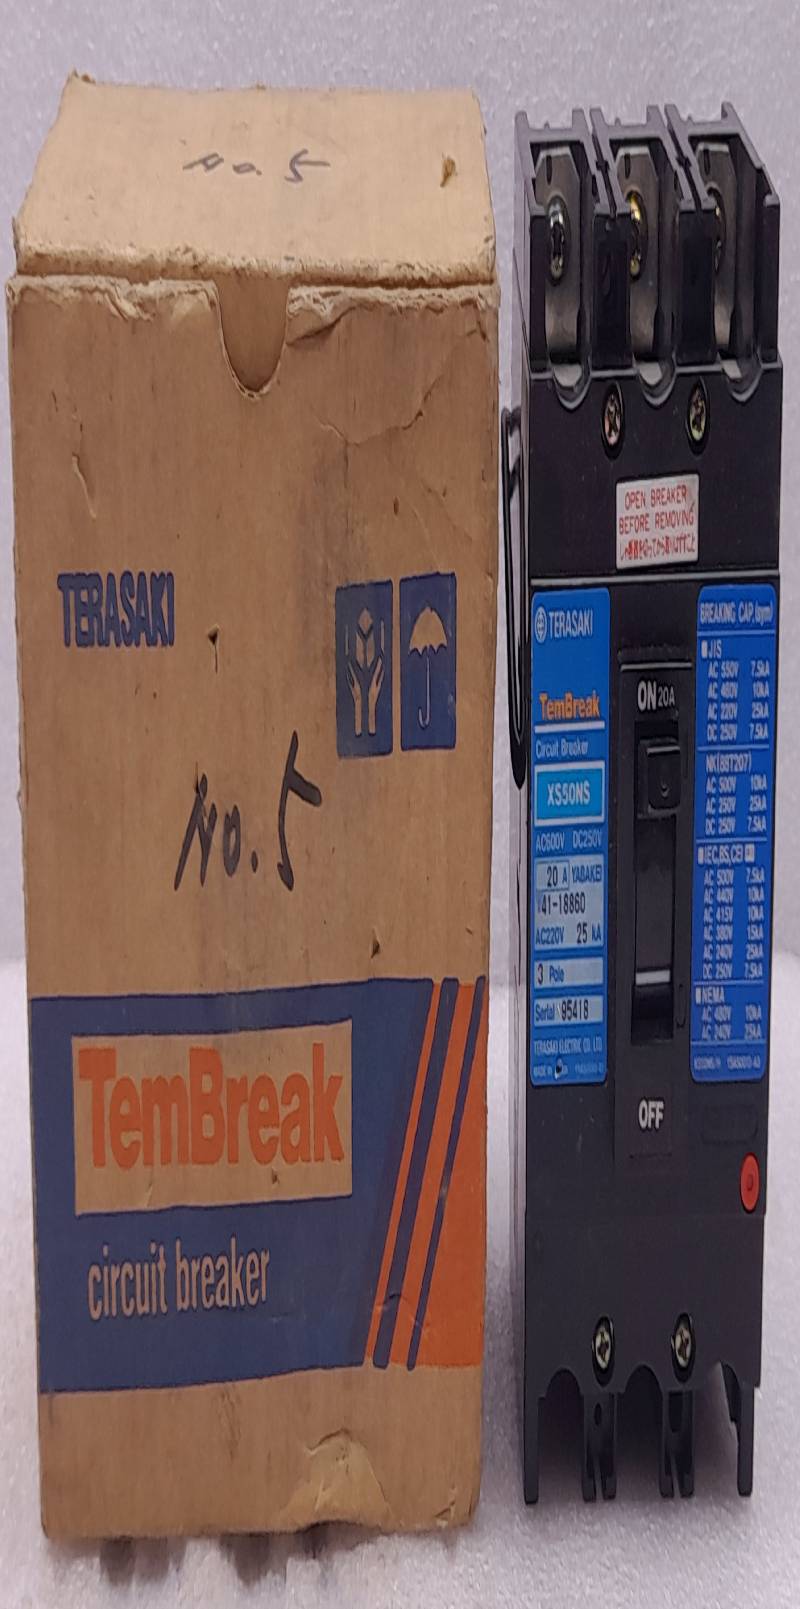 No. 5
TERASAKI
No. 5
TemBreak
circuit breaker
OPEN BREAKER
BEFORE REMOVING
TERASAKI
TemBreak
Circuit Breaker
XS50NS
AC600V DC250V
20 A YABAKEI
41-18860
AC220V 25 kA
3 Pole
Serial 95418
TERASAKI ELECTRIC CO. LTD.
MADE IN
ON 20A
OFF
BREAKING CAP.(sym)
JIS
AC 550V 7.5kA
AC 460V 10kA
AC 220V 25kA
DC 250V 7.5kA
NK(88T207)
AC 500V 10kA
AC 250V 25kA
DC 250V 7.5kA
IEC,BS,CEI
AC 500V 7.5kA
AC 440V 10kA
AC 415V 10kA
AC 380V 15kA
AC 240V 25kA
DC 250V 7.5kA
NEMA
AC 480V 10kA
AC 240V 25kA